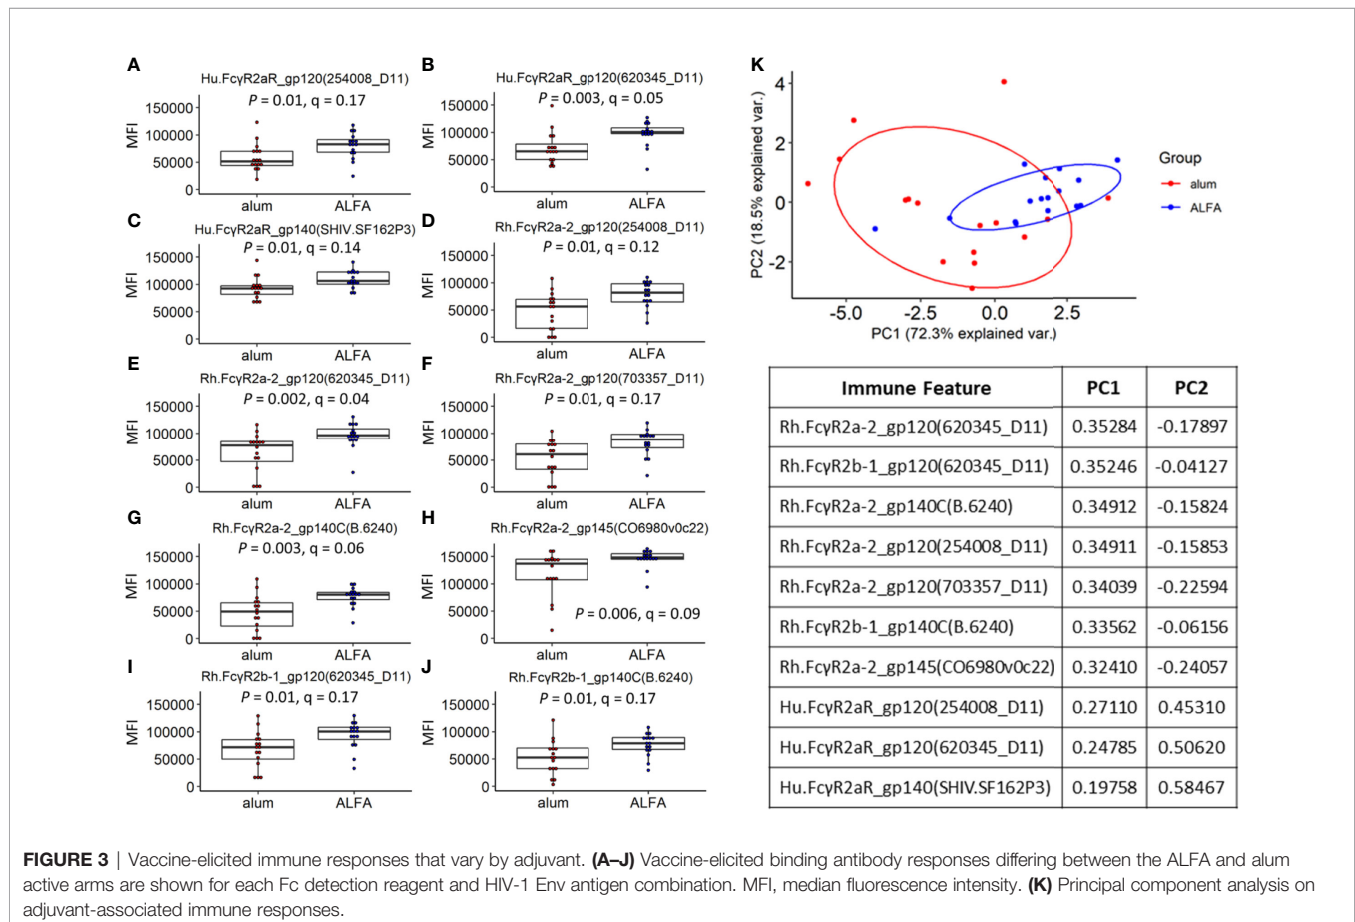 A
Hu.FcγR2aR_gp120(254008_D11)
P = 0.01, q = 0.17
MFI
150000
100000
50000
0
alum
ALFA
B
Hu.FcγR2aR_gp120(620345_D11)
P = 0.003, q = 0.05
MFI
150000
100000
50000
0
alum
ALFA
C
Hu.FcγR2aR_gp140(SHIV.SF162P3)
P = 0.01, q = 0.14
MFI
150000
100000
50000
0
alum
ALFA
D
Rh.FcγR2a-2_gp120(254008_D11)
P = 0.01, q = 0.12
MFI
150000
100000
50000
0
alum
ALFA
E
Rh.FcγR2a-2_gp120(620345_D11)
P = 0.002, q = 0.04
MFI
150000
100000
50000
0
alum
ALFA
F
Rh.FcγR2a-2_gp120(703357_D11)
P = 0.01, q = 0.17
MFI
150000
100000
50000
0
alum
ALFA
G
Rh.FcγR2a-2_gp140C(B.6240)
P = 0.003, q = 0.06
MFI
150000
100000
50000
0
alum
ALFA
H
Rh.FcγR2a-2_gp145(CO6980v0c22)
MFI
150000
100000
50000
0
P = 0.006, q = 0.09
alum
ALFA
I
Rh.FcγR2b-1_gp120(620345_D11)
P = 0.01, q = 0.17
MFI
150000
100000
50000
0
alum
ALFA
J
Rh.FcγR2b-1_gp140C(B.6240)
P = 0.01, q = 0.17
MFI
150000
100000
50000
0
alum
ALFA
K
PC2 (18.5% explained var.)
4
2
0
-2
-5.0 -2.5 0.0 2.5
PC1 (72.3% explained var.)
Group
alum
ALFA
Immune Feature PC1 PC2
Rh.FcγR2a-2_gp120(620345_D11) 0.35284 -0.17897
Rh.FcγR2b-1_gp120(620345_D11) 0.35246 -0.04127
Rh.FcγR2a-2_gp140C(B.6240) 0.34912 -0.15824
Rh.FcγR2a-2_gp120(254008_D11) 0.34911 -0.15853
Rh.FcγR2a-2_gp120(703357_D11) 0.34039 -0.22594
Rh.FcγR2b-1_gp140C(B.6240) 0.33562 -0.06156
Rh.FcγR2a-2_gp145(CO6980v0c22) 0.32410 -0.24057
Hu.FcγR2aR_gp120(254008_D11) 0.27110 0.45310
Hu.FcγR2aR_gp120(620345_D11) 0.24785 0.50620
Hu.FcγR2aR_gp140(SHIV.SF162P3) 0.19758 0.58467
FIGURE 3 | Vaccine-elicited immune responses that vary by adjuvant. (A–J) Vaccine-elicited binding antibody responses differing between the ALFA and alum
active arms are shown for each Fc detection reagent and HIV-1 Env antigen combination. MFI, median fluorescence intensity. (K) Principal component analysis on
adjuvant-associated immune responses.